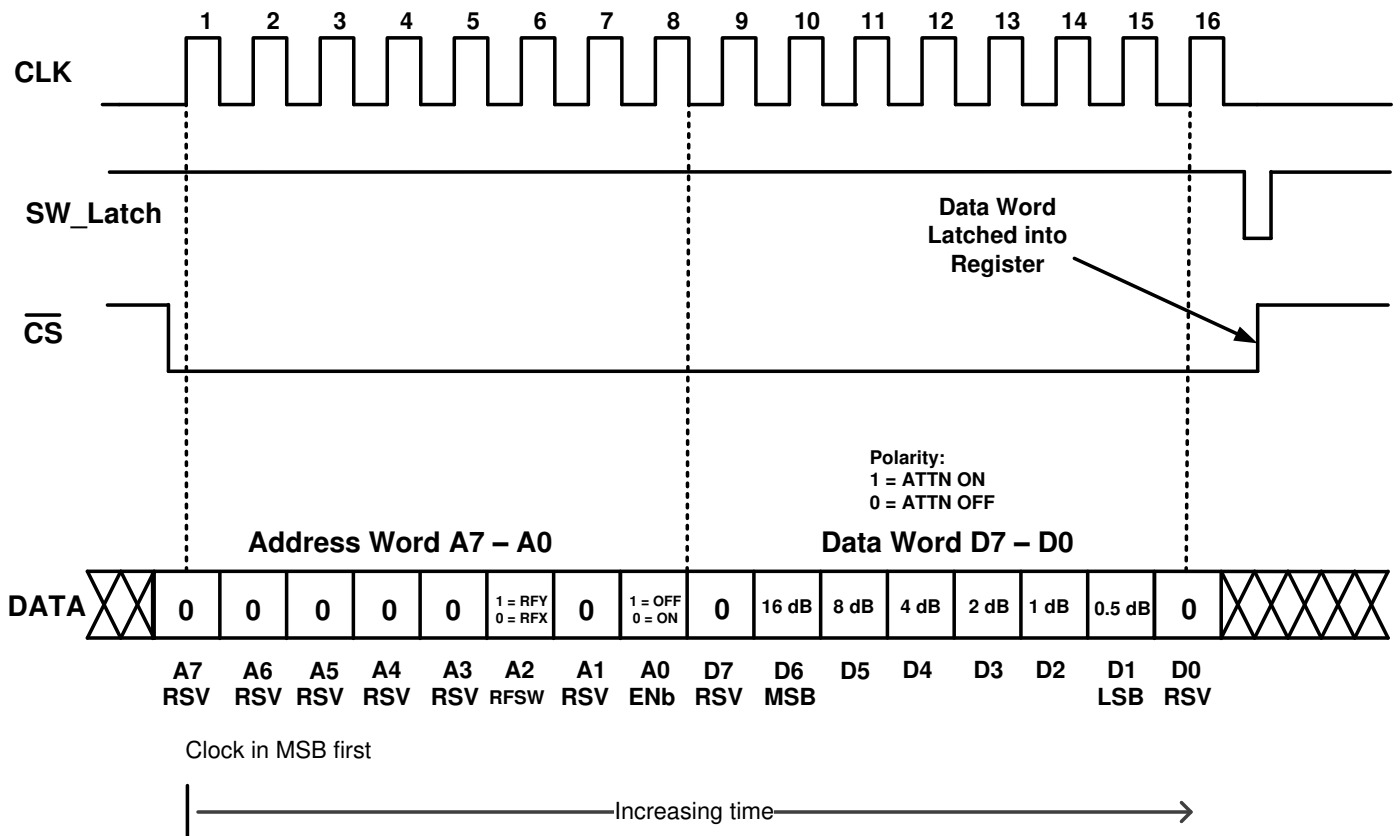 1 2 3 4 5 6 7 8 9 10 11 12 13 14 15 16
CLK
SW_Latch
Data Word
Latched into
Register
CS
Polarity:
1 = ATTN ON
0 = ATTN OFF
Address Word A7 – A0
Data Word D7 – D0
DATA
0 0 0 0 0
1 = RFY
0 = RFX
0
1 = OFF
0 = ON
0 16 dB 8 dB 4 dB 2 dB 1 dB 0.5 dB 0
A7 A6 A5 A4 A3 A2 A1 A0 D7 D6 D5 D4 D3 D2 D1 D0
RSV RSV RSV RSV RSV RFSW RSV ENb RSV MSB LSB RSV
Clock in MSB first
Increasing time